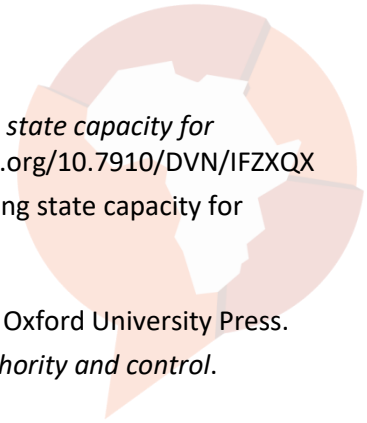 state capacity for
.org/10.7910/DVN/IFZXQX
ng state capacity for
Oxford University Press.
hority and control.